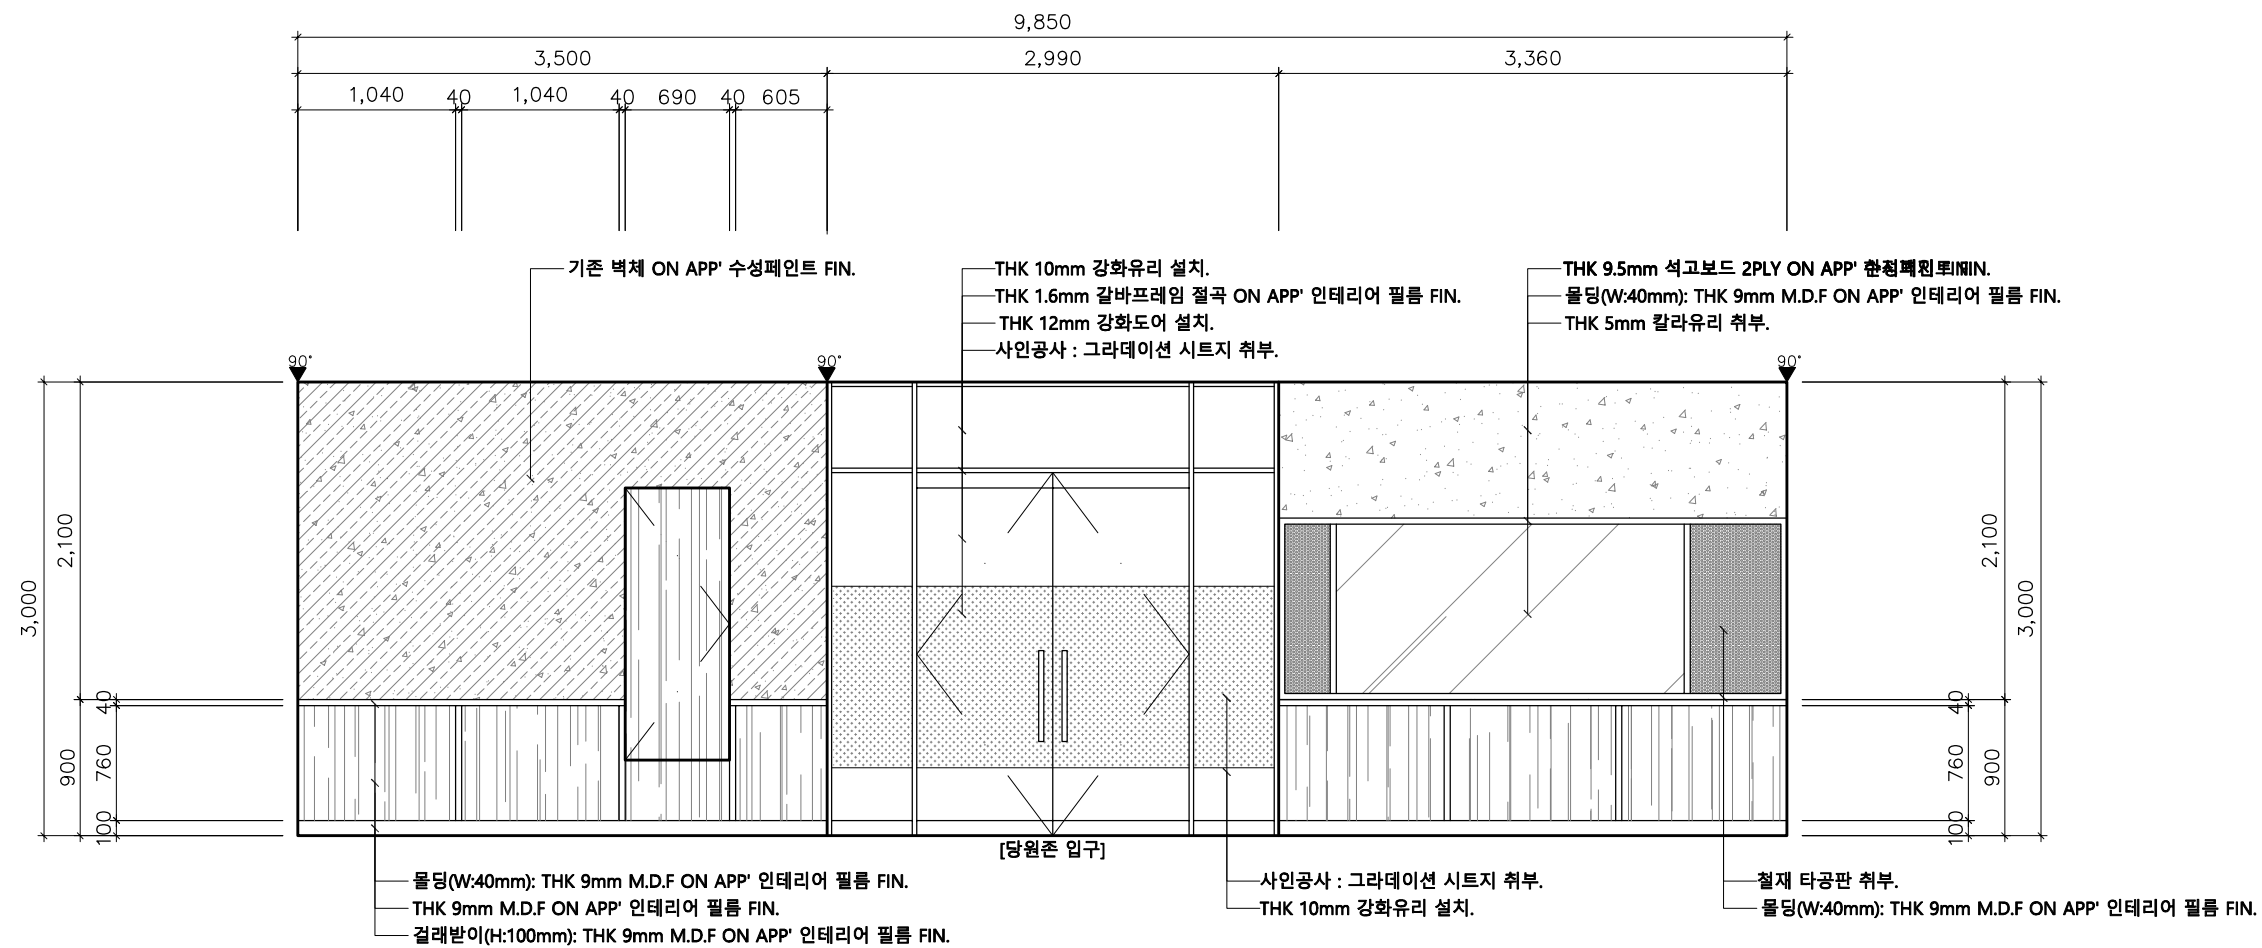 9,850
3,500
2,990
3,360
1,040
40
1,040
40
690
40
605
기존 벽체 ON APP' 수성페인트 FIN.
THK 10mm 강화유리 설치.
THK 1.6mm 갈바프레임 절곡 ON APP' 인테리어 필름 FIN.
THK 12mm 강화도어 설치.
사인공사 : 그라데이션 시트지 취부.
THK 9.5mm 석고보드 2PLY ON APP'
몰딩(W:40mm): THK 9mm M.D.F ON APP' 인테리어 필름 FIN.
THK 5mm 칼라유리 취부.
90°
90°
90°
3,000
2,100
900
40
760
100
2,100
3,000
40
760
900
100
[당원존 입구]
몰딩(W:40mm): THK 9mm M.D.F ON APP' 인테리어 필름 FIN.
THK 9mm M.D.F ON APP' 인테리어 필름 FIN.
걸래받이(H:100mm): THK 9mm M.D.F ON APP' 인테리어 필름 FIN.
사인공사 : 그라데이션 시트지 취부.
THK 10mm 강화유리 설치.
철재 타공판 취부.
몰딩(W:40mm): THK 9mm M.D.F ON APP' 인테리어 필름 FIN.